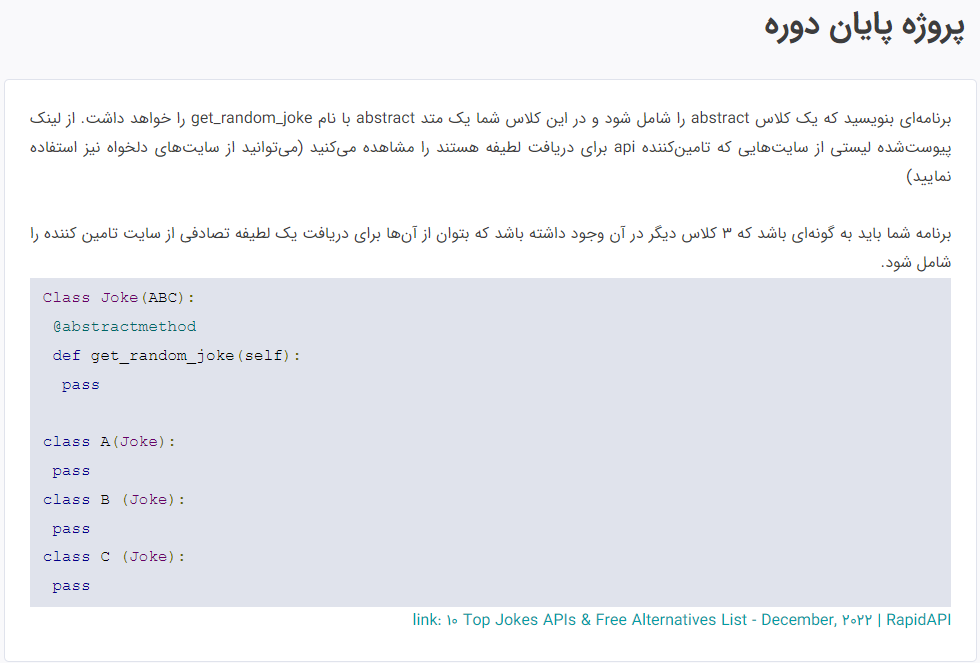 پروژه پایان دوره
برنامه‌ای بنویسید که یک کلاس abstract را شامل شود و در این کلاس شما یک متد abstract با نام get_random_joke را خواهد داشت. از لینک
پیوست‌شده لیستی از سایت‌هایی که تامین‌کننده api برای دریافت لطیفه هستند را مشاهده می‌کنید (می‌توانید از سایت‌های دلخواه نیز استفاده
نمایید)
برنامه شما باید به گونه‌ای باشد که ۳ کلاس دیگر در آن وجود داشته باشد که بتوان از آن‌ها برای دریافت یک لطیفه تصادفی از سایت تامین کننده را
شامل شود.
Class Joke(ABC):
@abstractmethod
def get_random_joke(self):
pass
class A(Joke):
pass
class B (Joke):
pass
class C (Joke):
pass
link: ۱۰ Top Jokes APIs & Free Alternatives List - December, ۲۰۲۲ | RapidAPI